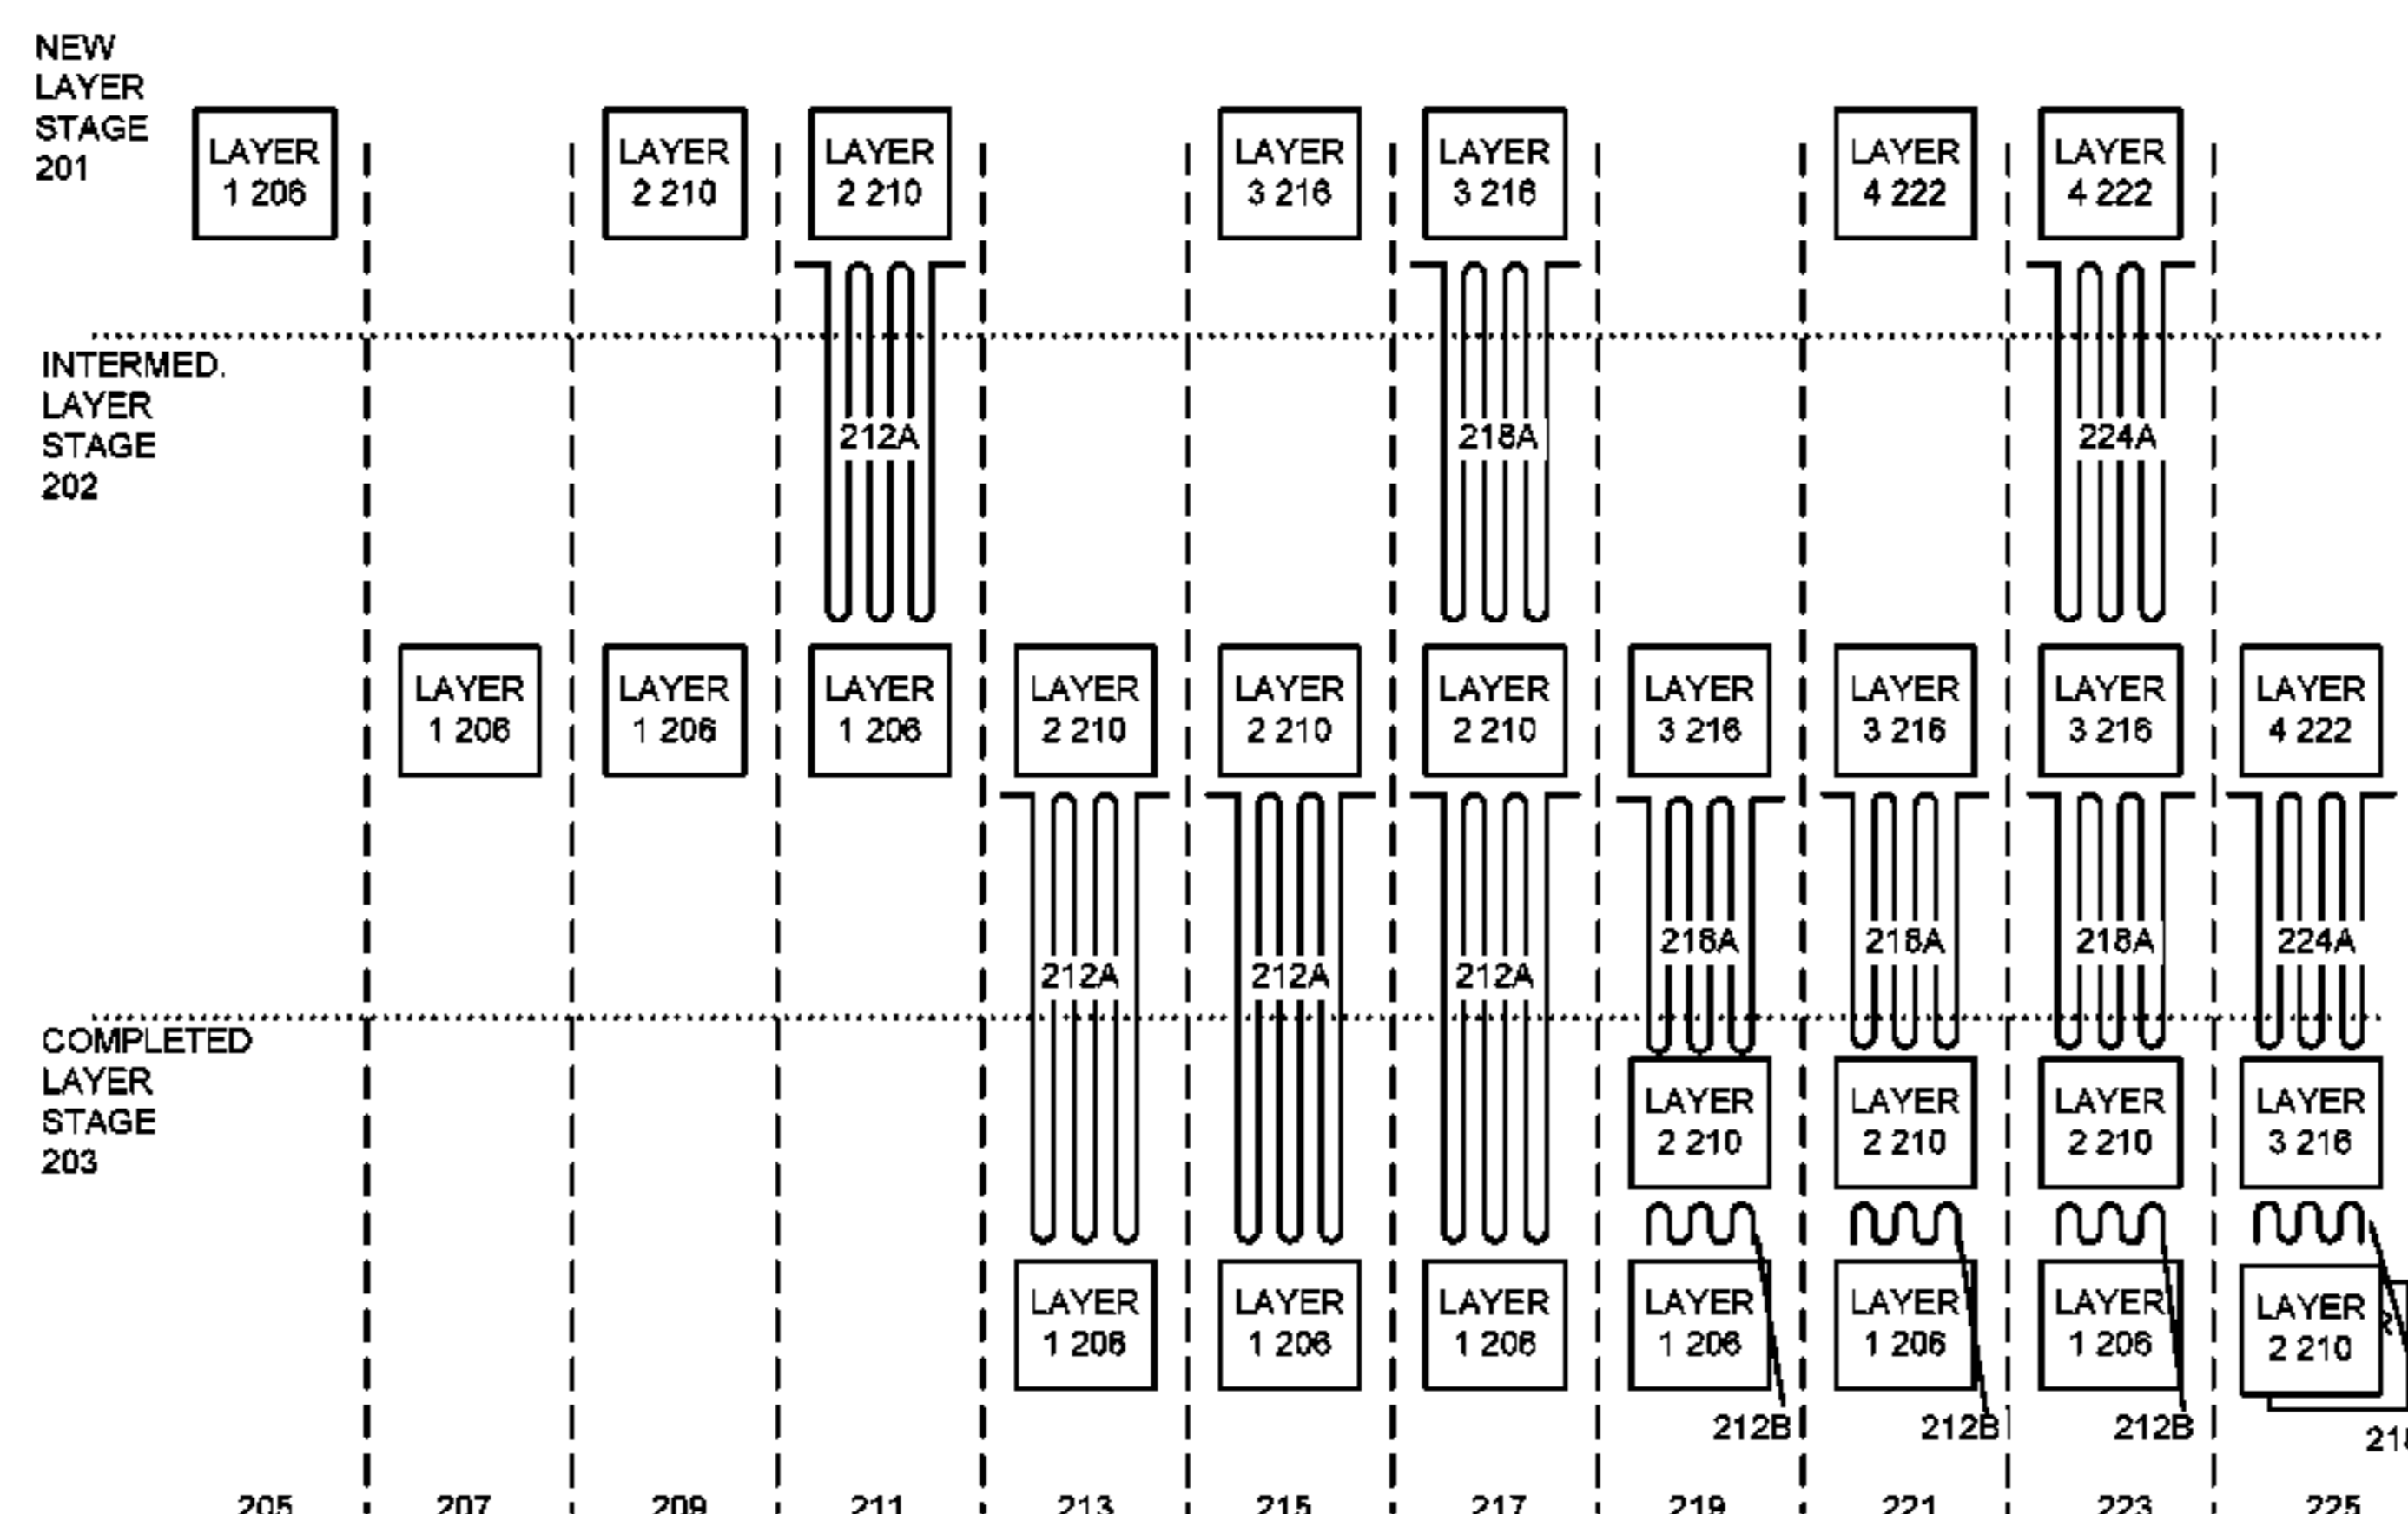 NEW
LAYER
STAGE
201
LAYER
1 206
LAYER
2 210
LAYER
2 210
LAYER
3 216
LAYER
3 216
LAYER
4 222
LAYER
4 222
INTERMED.
LAYER
STAGE
202
212A
218A
224A
LAYER
1 206
LAYER
1 206
LAYER
1 206
LAYER
2 210
LAYER
2 210
LAYER
2 210
LAYER
3 216
LAYER
3 216
LAYER
3 216
LAYER
4 222
212A
212A
212A
218A
218A
218A
224A
COMPLETED
LAYER
STAGE
203
LAYER
2 210
LAYER
2 210
LAYER
2 210
LAYER
3 216
LAYER
1 206
LAYER
1 206
LAYER
1 206
LAYER
1 206
LAYER
1 206
LAYER
1 206
LAYER
2 210
212B
212B
212B
205
207
209
211
213
215
217
219
221
223
225